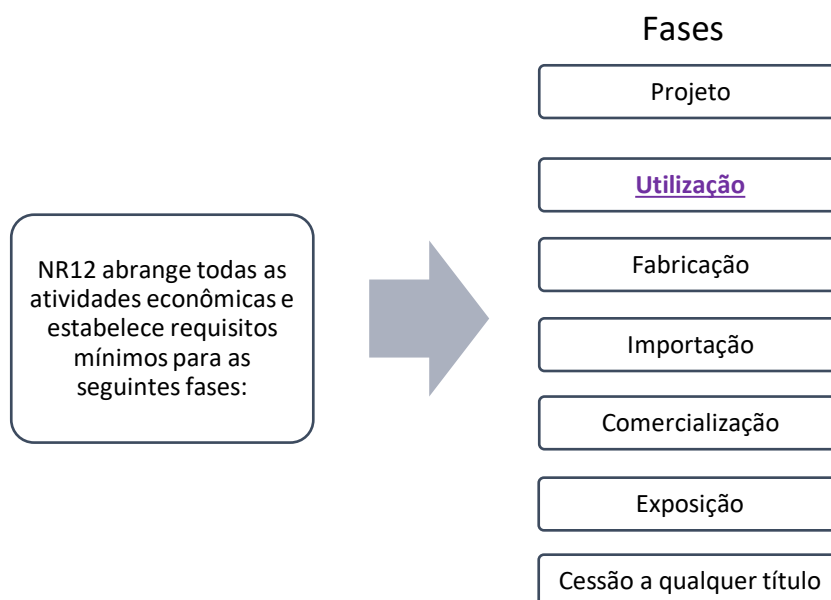 Fases
Projeto
Utilização
NR12 abrange todas as
atividades econômicas e
estabelece requisitos
mínimos para as
seguintes fases:
Fabricação
Importação
Comercialização
Exposição
Cessão a qualquer título